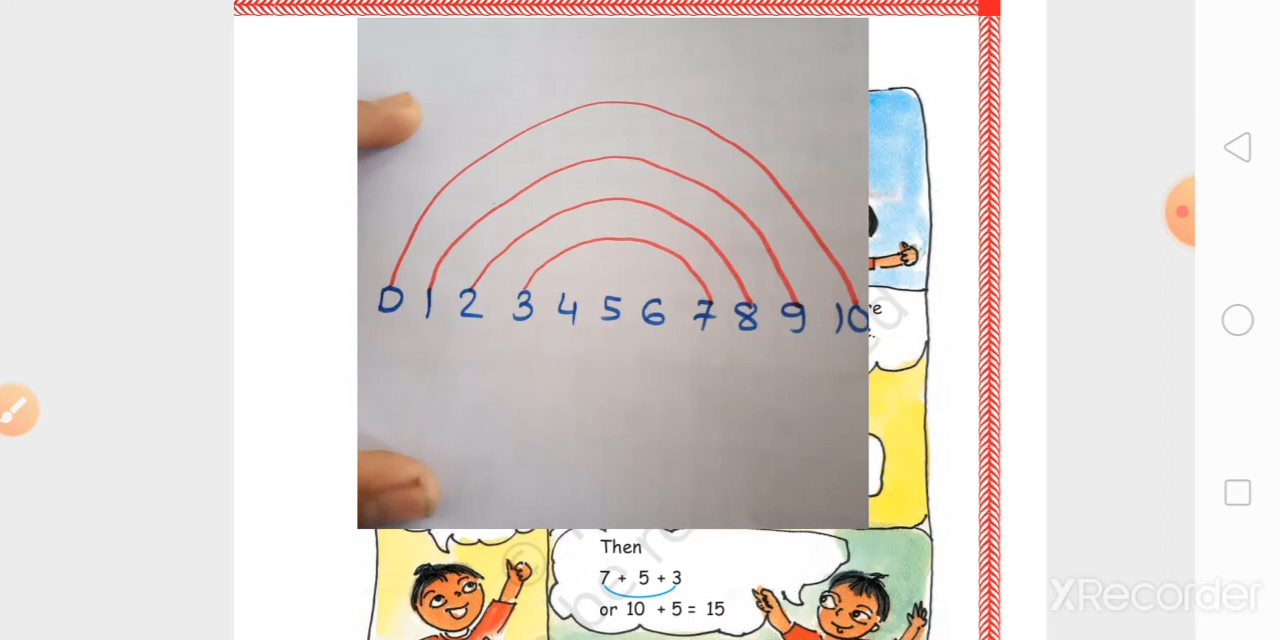 0 1 2 3 4 5 6 7 8 9 10
Then
7 + 5 + 3
or 10 + 5 = 15
XRecorder